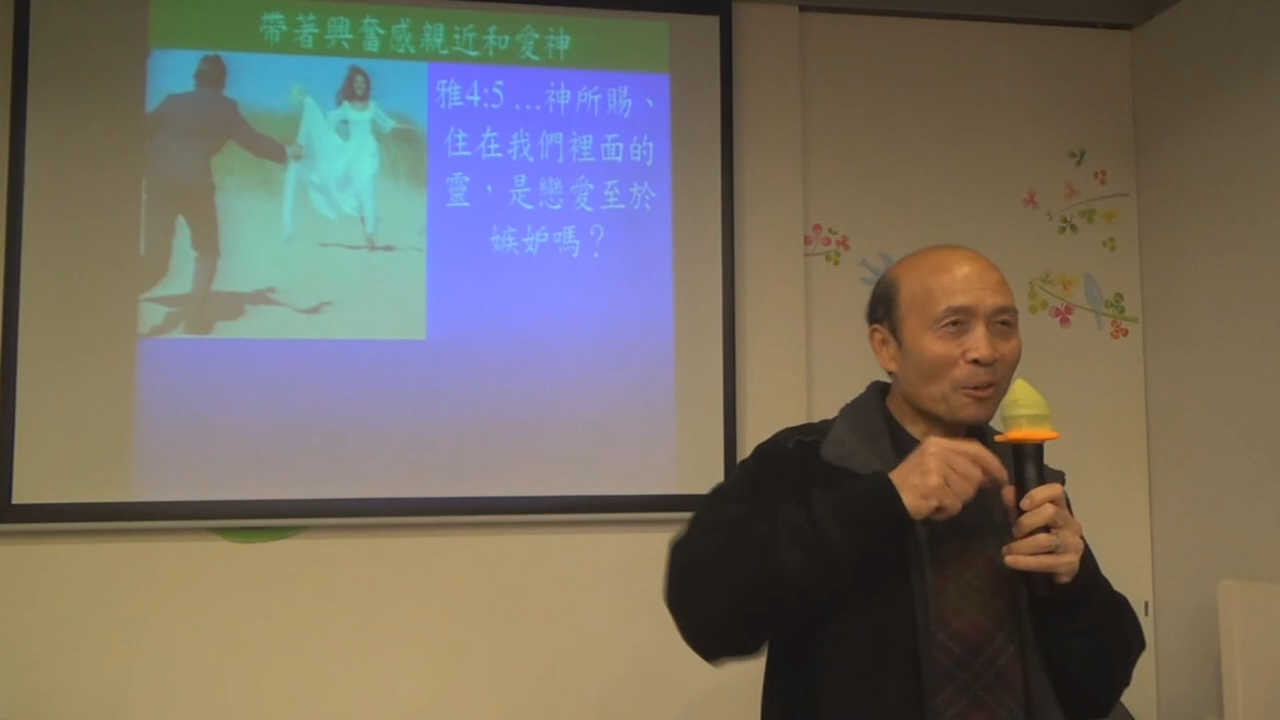 帶著興奮感親近和愛神
雅4:5 …神所賜、
住在我們裡面的
靈,是戀愛至於
嫉妒嗎?